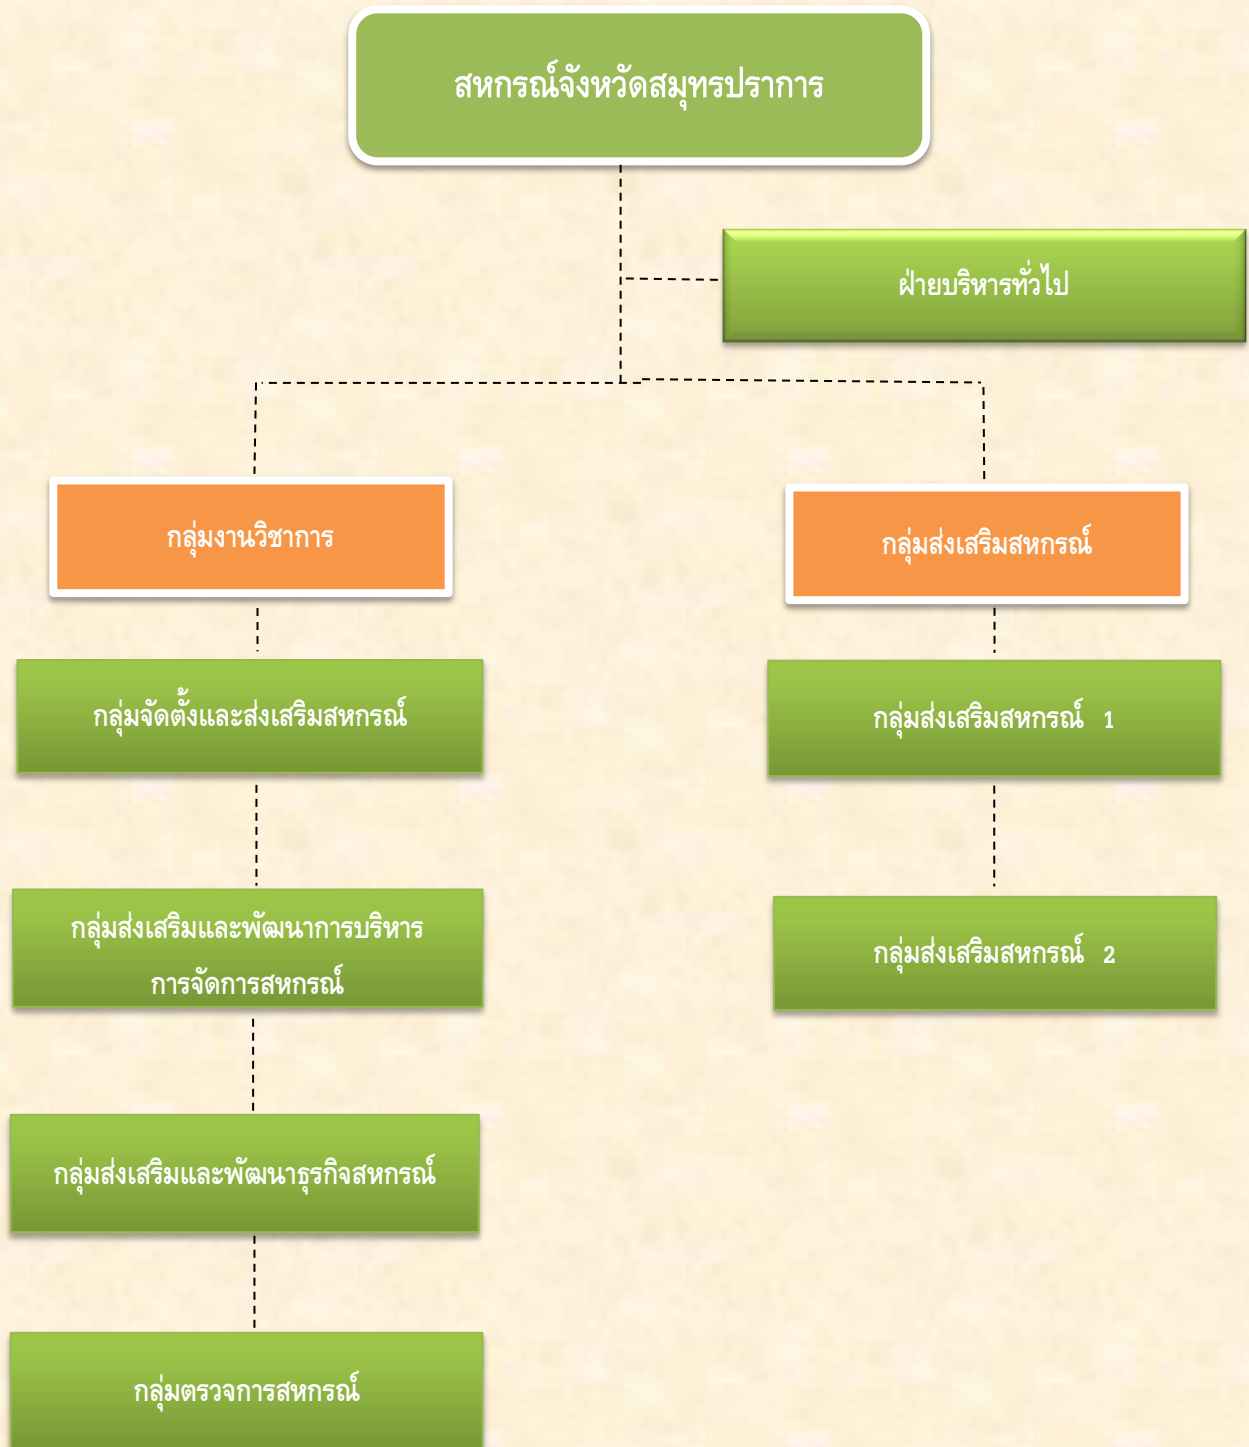 สหกรณ์จังหวัดสมุทรปราการ
ฝ่ายบริหารทั่วไป
กลุ่มงานวิชาการ
กลุ่มส่งเสริมสหกรณ์
กลุ่มจัดตั้งและส่งเสริมสหกรณ์
กลุ่มส่งเสริมสหกรณ์ 1
กลุ่มส่งเสริมและพัฒนาการบริหาร
การจัดการสหกรณ์
กลุ่มส่งเสริมสหกรณ์ 2
กลุ่มส่งเสริมและพัฒนาธุรกิจสหกรณ์
กลุ่มตรวจการสหกรณ์